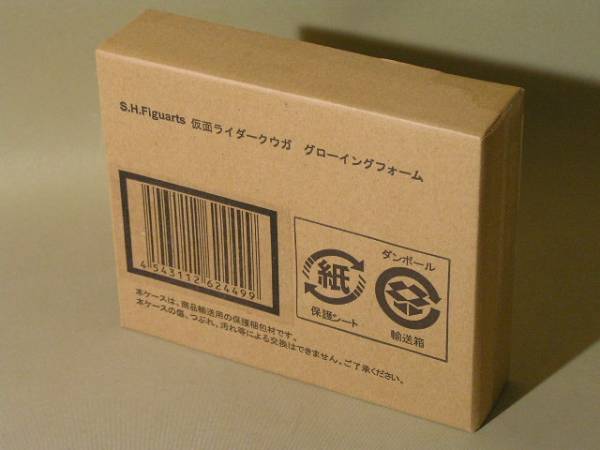 S.H.Figuarts 仮面ライダークウガ グローイングフォーム
4543112624499
紙
保護シート
ダンボール
輸送箱
本ケースは、商品輸送用の保護梱包材です。
本ケースの傷、つぶれ、汚れ等による交換はできません。ご了承ください。